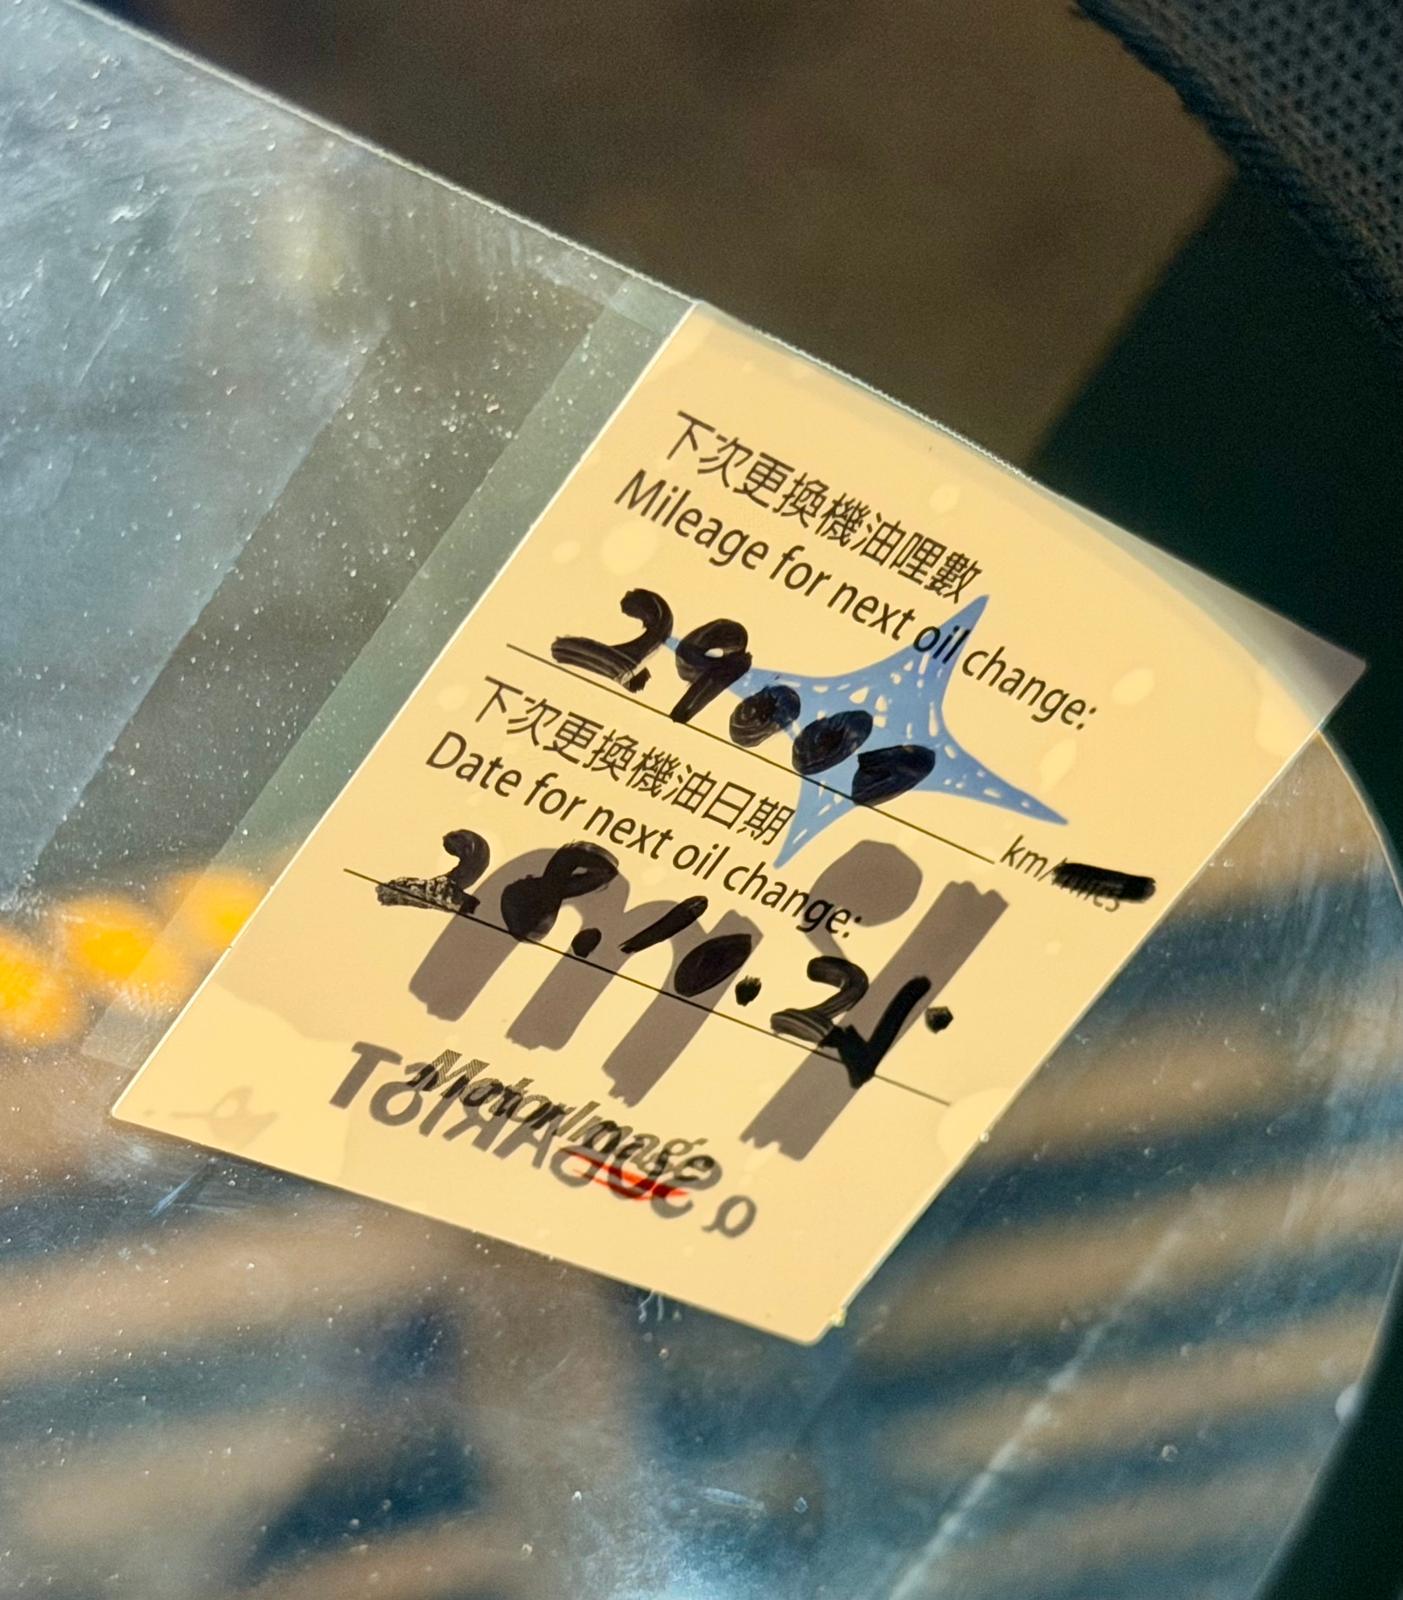 下次更換機油哩數
Mileage for next oil change:
29000 km/miles
下次更換機油日期
Date for next oil change:
28.10.21.
MotorImage